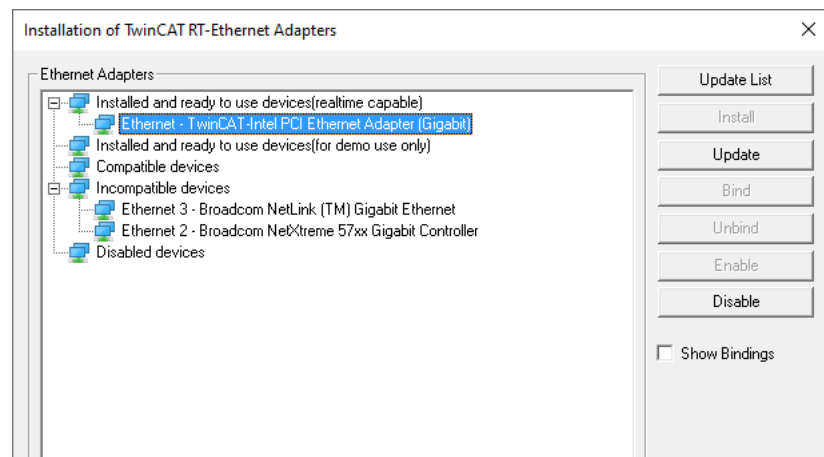 Installation of TwinCAT RT-Ethernet Adapters
Ethernet Adapters
Installed and ready to use devices(realtime capable)
Ethernet - TwinCAT-Intel PCI Ethernet Adapter (Gigabit)
Installed and ready to use devices(for demo use only)
Compatible devices
Incompatible devices
Ethernet 3 - Broadcom NetLink (TM) Gigabit Ethernet
Ethernet 2 - Broadcom NetXtreme 57xx Gigabit Controller
Disabled devices
Update List
Install
Update
Bind
Unbind
Enable
Disable
Show Bindings